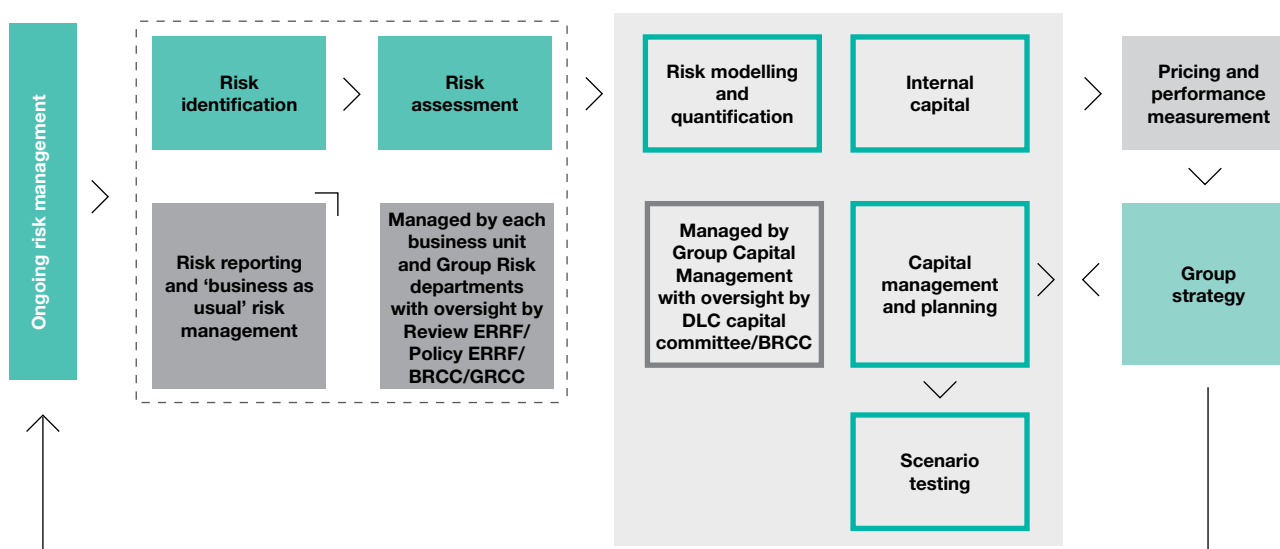 Ongoing risk management
Risk
identification
Risk
assessment
Risk modelling
and
quantification
Internal
capital
Pricing and
performance
measurement
Risk reporting
and ‘business as
usual’ risk
management
Managed by each
business unit
and Group Risk
departments
with oversight by
Review ERRF/
Policy ERRF/
BRCC/GRCC
Managed by
Group Capital
Management
with oversight by
DLC capital
committee/BRCC
Capital
management
and planning
Group
strategy
Scenario
testing